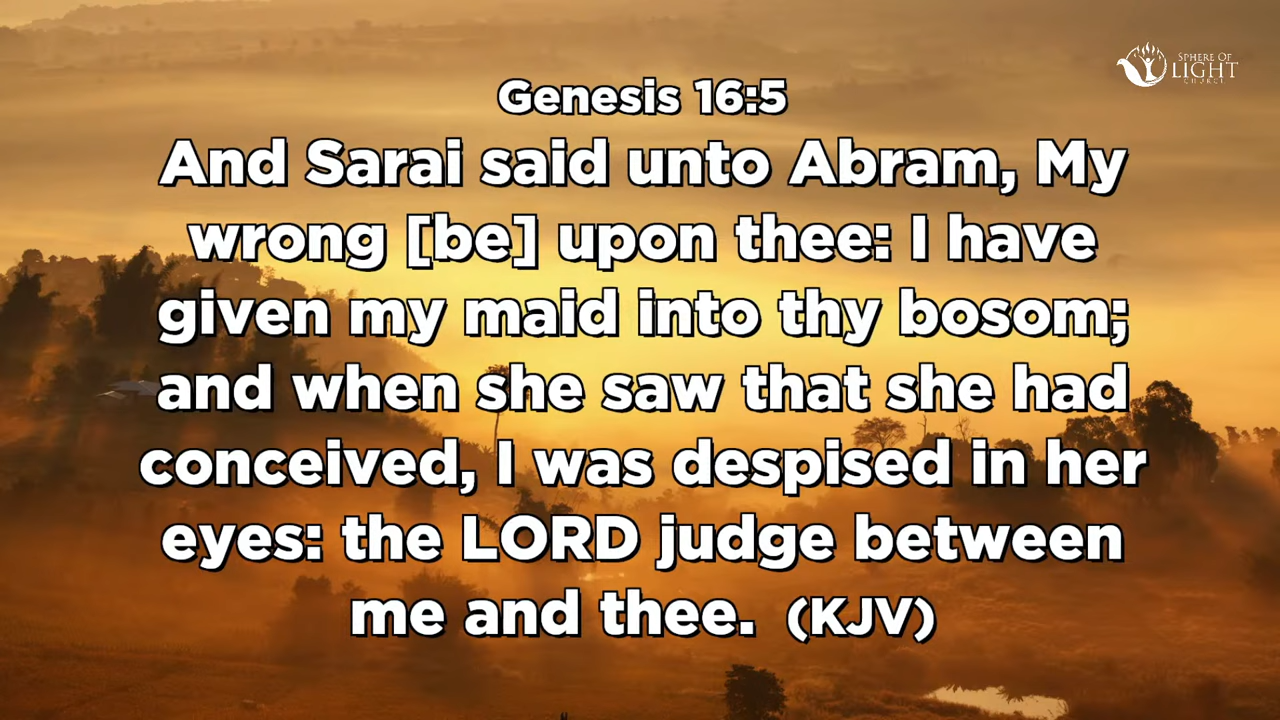 SPHERE OF
LIGHT
CHURCH
Genesis 16:5
And Sarai said unto Abram, My
wrong [be] upon thee: I have
given my maid into thy bosom;
and when she saw that she had
conceived, I was despised in her
eyes: the LORD judge between
me and thee. (KJV)